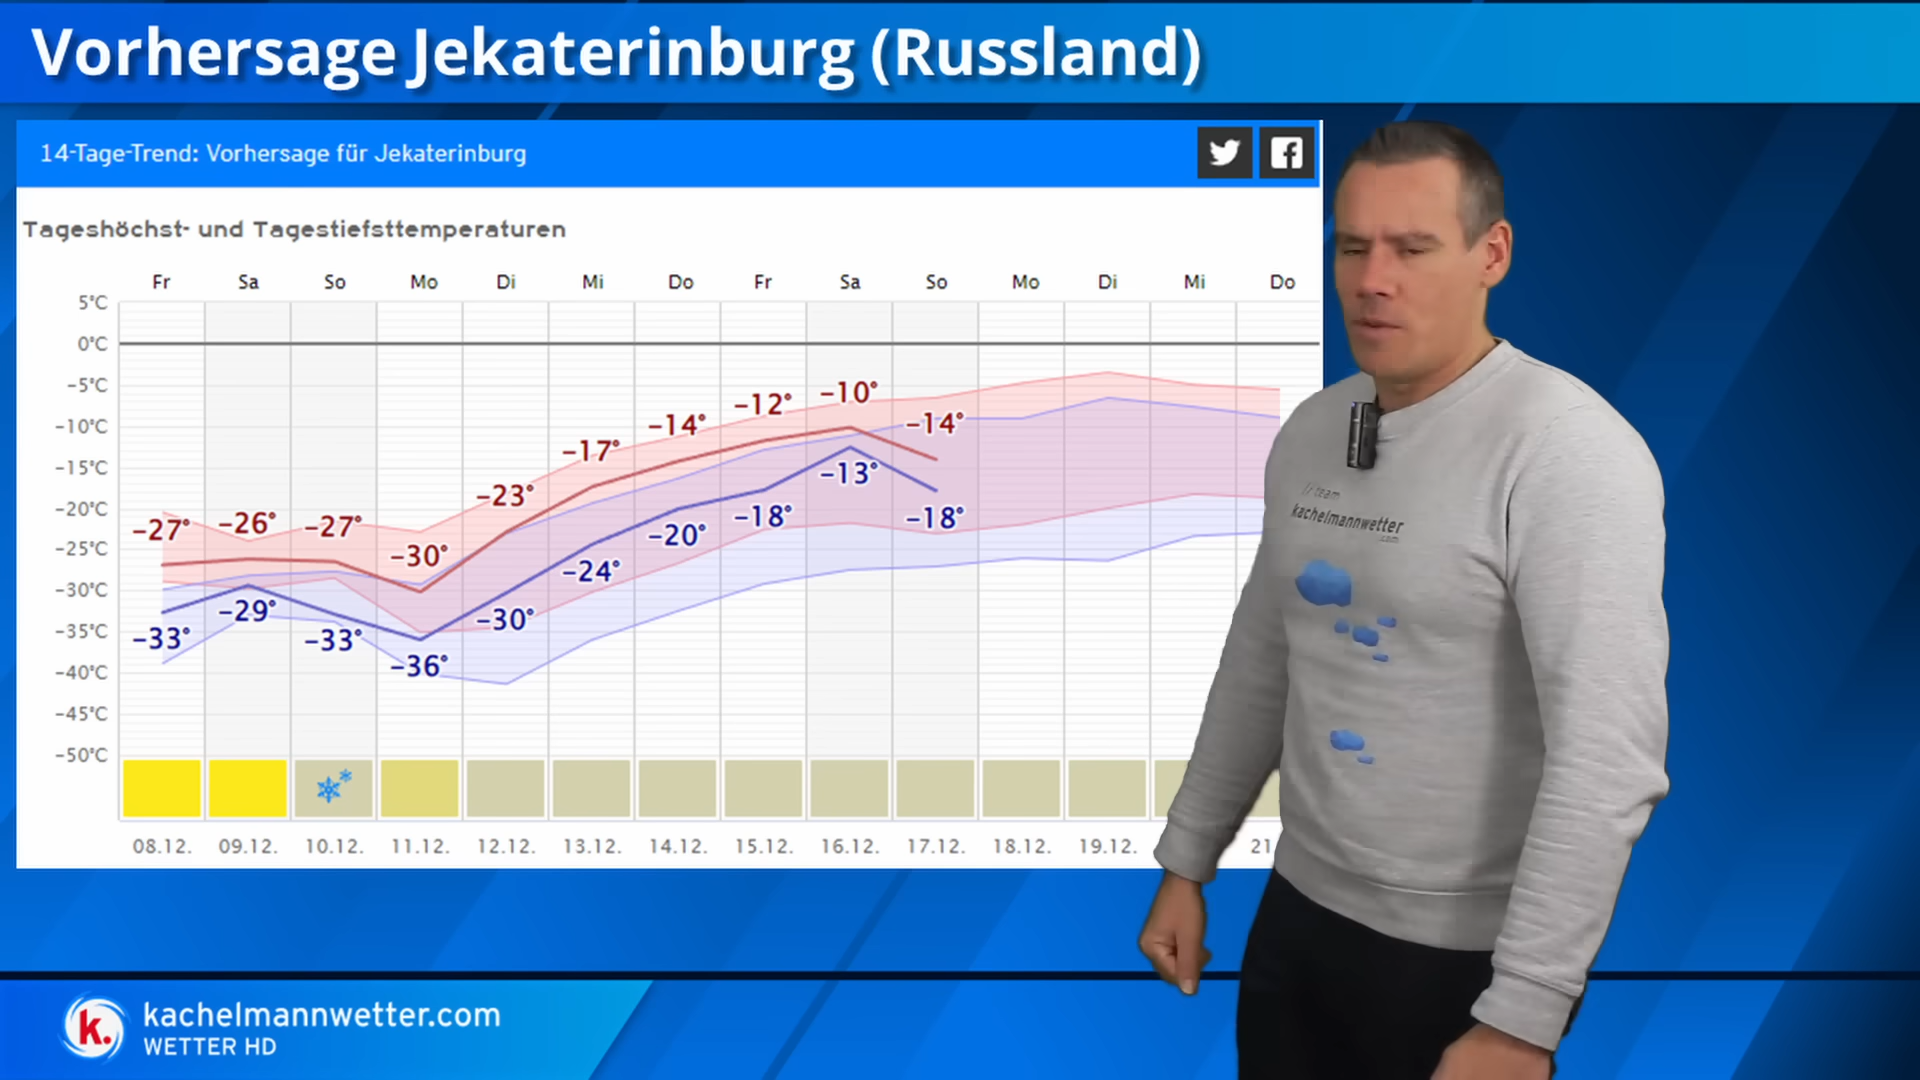 Vorhersage Jekaterinburg (Russland)
14-Tage-Trend: Vorhersage für Jekaterinburg
Tageshöchst- und Tagestiefsttemperaturen
Fr Sa So Mo Di Mi Do Fr Sa So Mo Di Mi Do
5°C
0°C
-5°C
-10°C
-15°C
-20°C
-25°C
-30°C
-35°C
-40°C
-45°C
-50°C
-27° -26° -27° -30° -23° -17° -14° -12° -10° -14°
-33° -29° -33° -36° -30° -24° -20° -18° -13° -18°
08.12. 09.12. 10.12. 11.12. 12.12. 13.12. 14.12. 15.12. 16.12. 17.12. 18.12. 19.12. 21
// team
kachelmannwetter
.com
k.
kachelmannwetter.com
WETTER HD